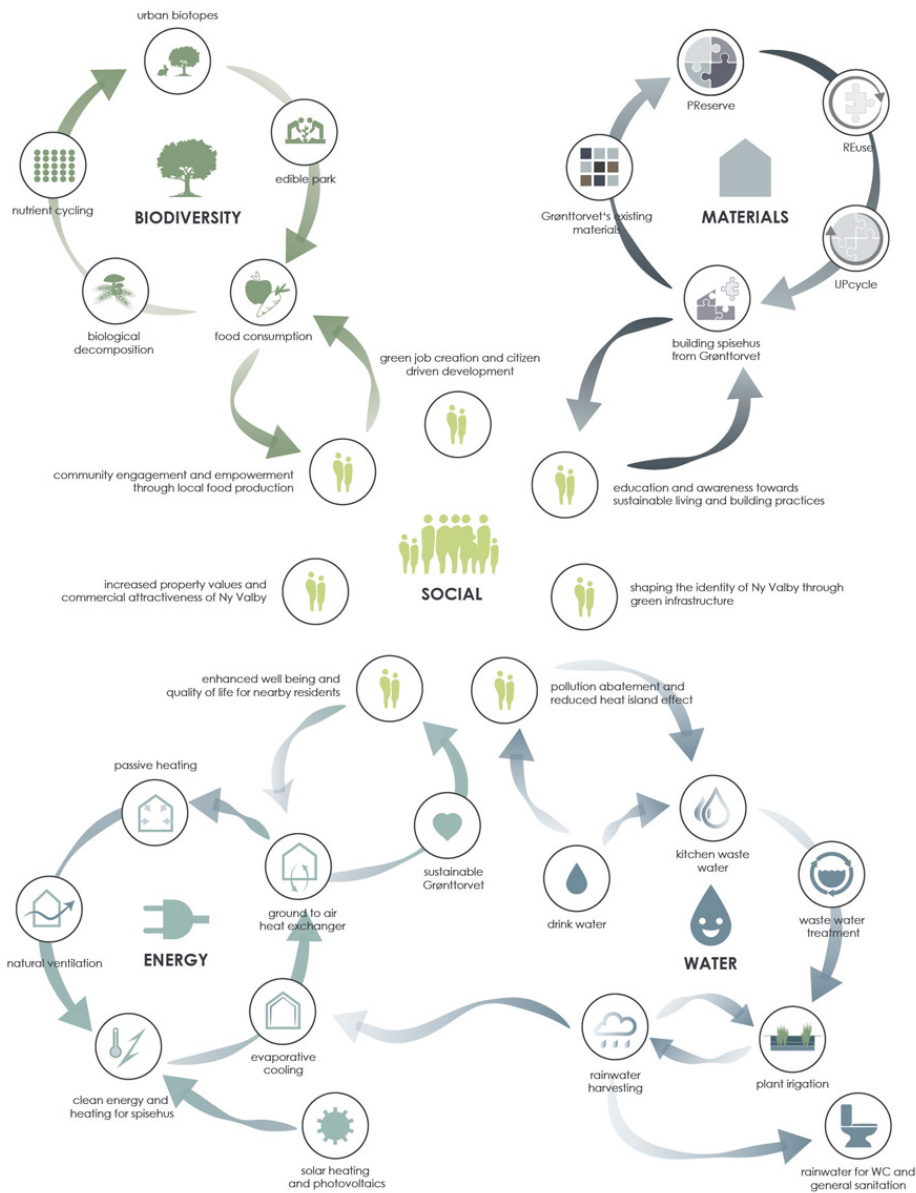 urban biotopes
edible park
nutrient cycling
BIODIVERSITY
biological
decomposition
food consumption
PReserve
REuse
Grønttorvet's existing
materials
MATERIALS
UPcycle
building spisehus
from Grønttorvet
green job creation and citizen
driven development
community engagement and empowerment
through local food production
education and awareness towards
sustainable living and building practices
increased property values and
commercial attractiveness of Ny Valby
SOCIAL
shaping the identity of Ny Valby through
green infrastructure
enhanced well being and
quality of life for nearby residents
pollution abatement and
reduced heat island effect
passive heating
sustainable
Grønttorvet
ground to air
heat exchanger
natural ventilation
ENERGY
evaporative
cooling
clean energy and
heating for spisehus
solar heating
and photovoltaics
kitchen waste
water
drink water
waste water
treatment
WATER
rainwater
harvesting
plant irigation
rainwater for WC and
general sanitation